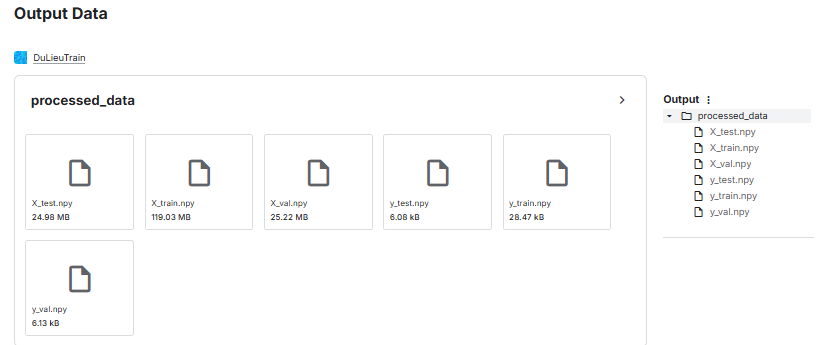 Output Data
DuLieuTrain
processed_data
X_test.npy
24.98 MB
X_train.npy
119.03 MB
X_val.npy
25.22 MB
y_test.npy
6.08 kB
y_train.npy
28.47 kB
y_val.npy
6.13 kB
Output
processed_data
X_test.npy
X_train.npy
X_val.npy
y_test.npy
y_train.npy
y_val.npy